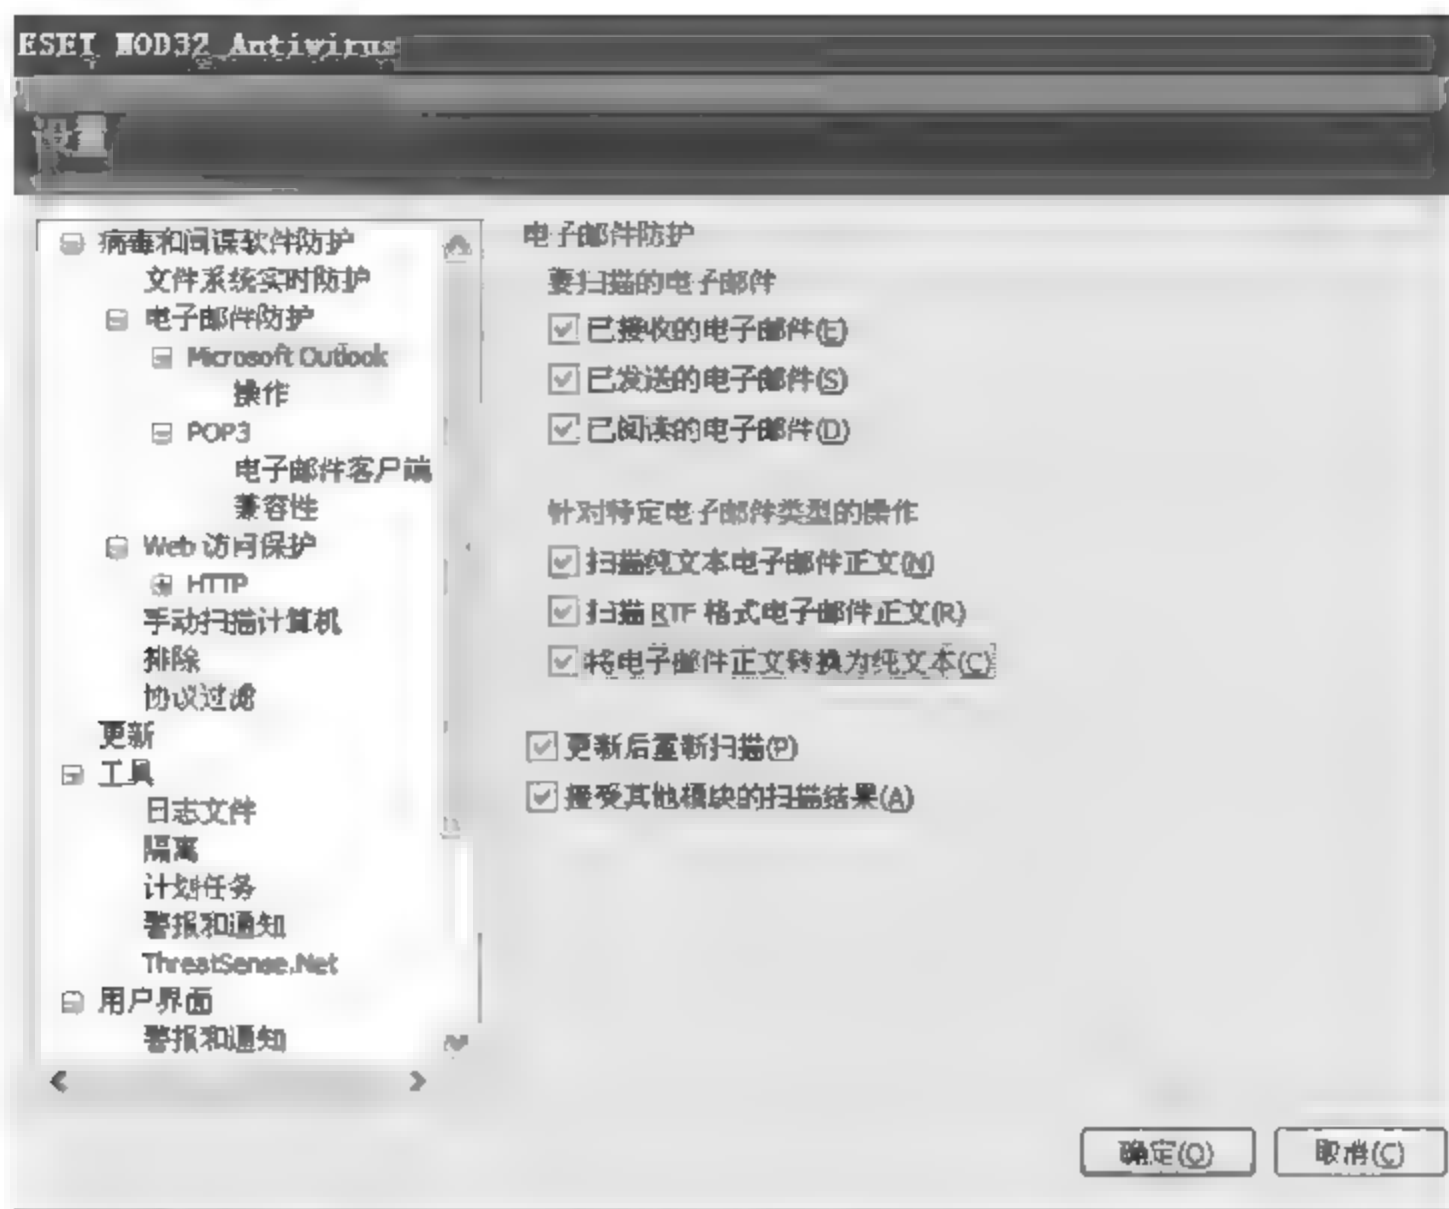 ESET NOD32 Antivirus
设置
病毒和间谍软件防护
文件系统实时防护
电子邮件防护
Microsoft Outlook
操作
POP3
电子邮件客户端
兼容性
Web 访问保护
HTTP
手动扫描计算机
排除
协议过滤
更新
工具
日志文件
隔离
计划任务
警报和通知
ThreatSense.Net
用户界面
警报和通知
电子邮件防护
要扫描的电子邮件
已接收的电子邮件(E)
已发送的电子邮件(S)
已阅读的电子邮件(D)
针对特定电子邮件类型的操作
扫描纯文本电子邮件正文(N)
扫描 RTF 格式电子邮件正文(R)
将电子邮件正文转换为纯文本(C)
更新后重新扫描(P)
接受其他模块的扫描结果(A)
确定(O)
取消(C)